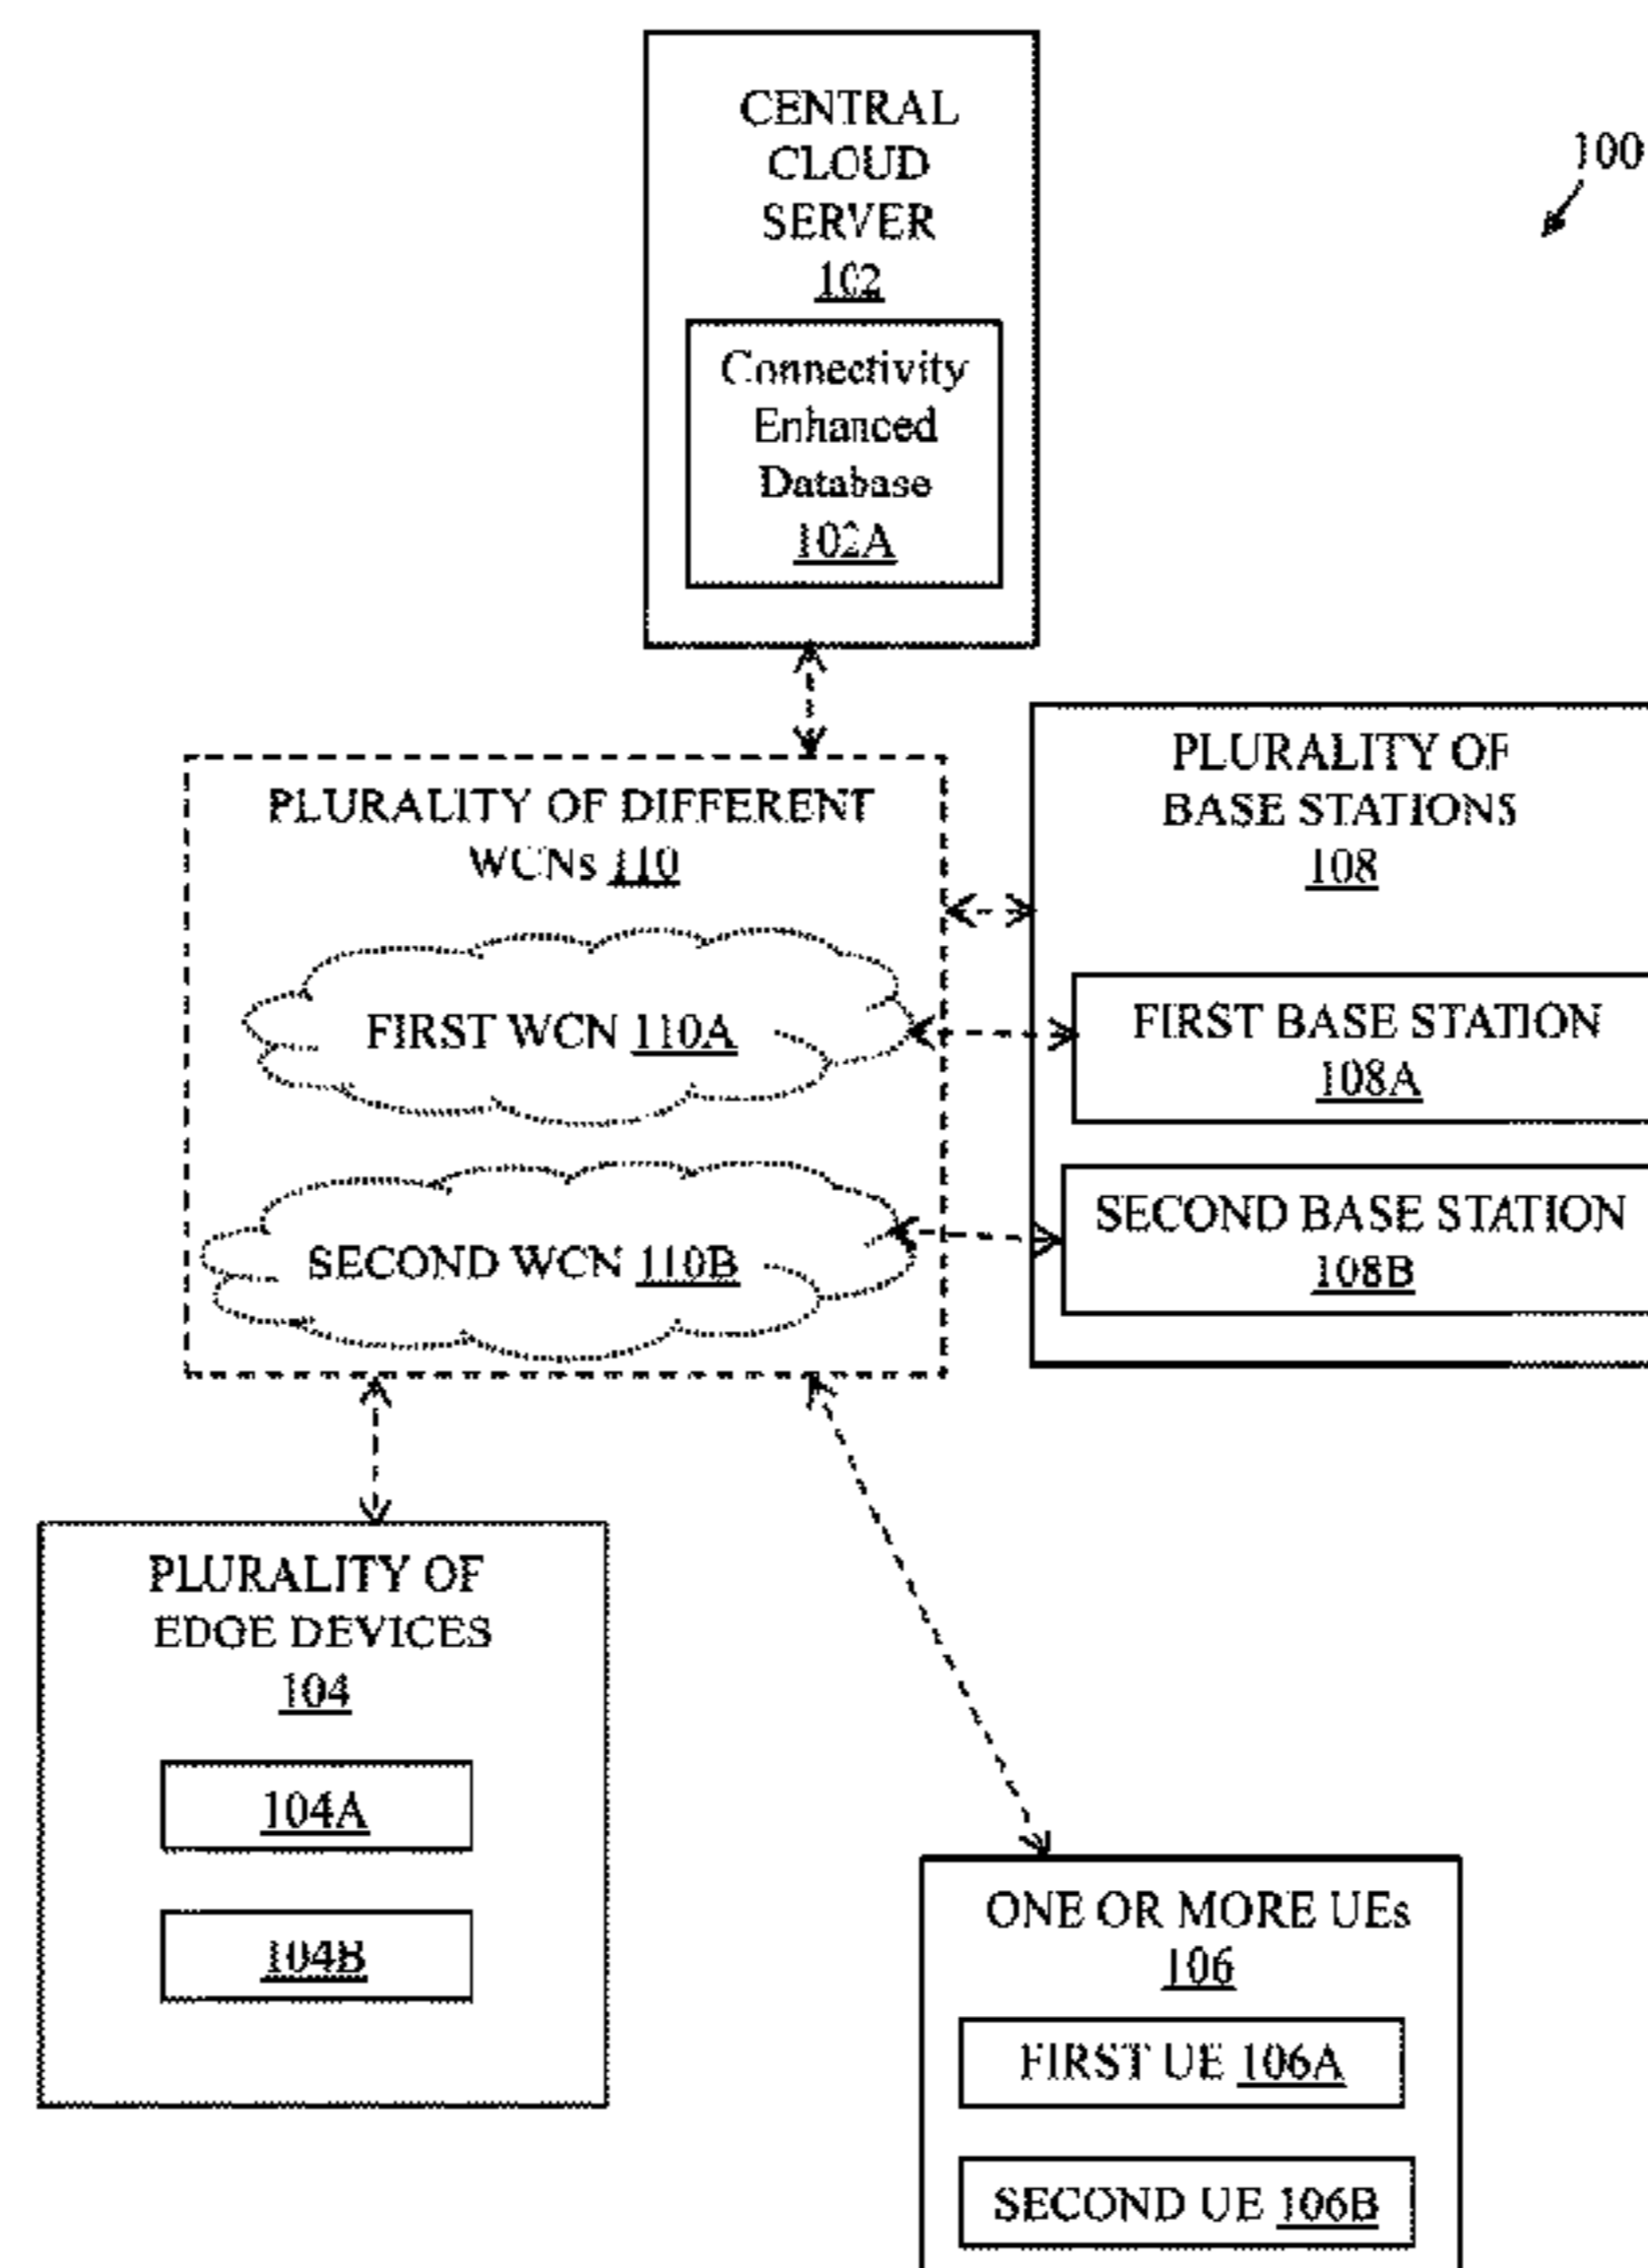 CENTRAL
CLOUD
SERVER
102
Connectivity
Enhanced
Database
102A
100
PLURALITY OF DIFFERENT
WCNs 110
FIRST WCN 110A
SECOND WCN 110B
PLURALITY OF
BASE STATIONS
108
FIRST BASE STATION
108A
SECOND BASE STATION
108B
PLURALITY OF
EDGE DEVICES
104
104A
104B
ONE OR MORE UEs
106
FIRST UE 106A
SECOND UE 106B